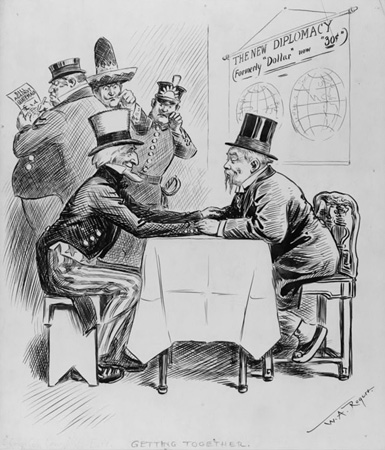 THE NEW DIPLOMACY
(Formerly "Dollar" now "30¢")
W. A. Rogers
GETTING TOGETHER.